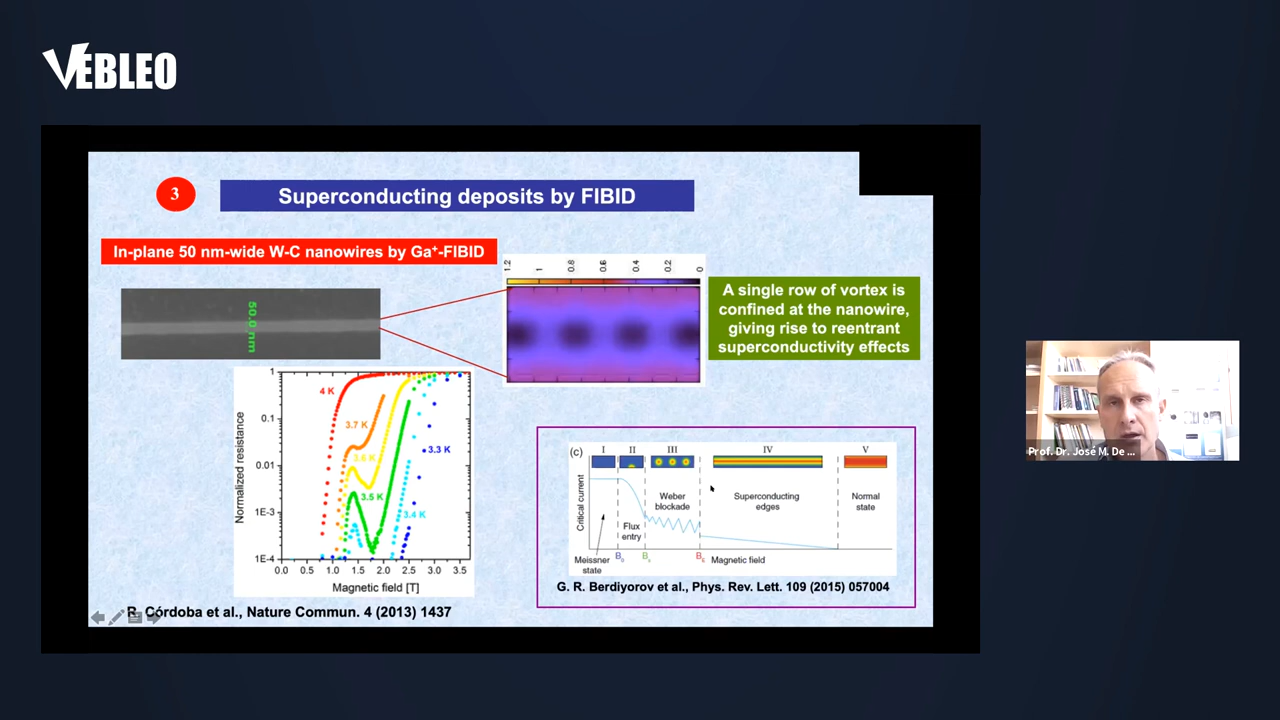 VEBLEO
3
Superconducting deposits by FIBID
In-plane 50 nm-wide W-C nanowires by Ga⁺-FIBID
50.0 nm
1.2 1 0.8 0.6 0.4 0.2 0
A single row of vortex is
confined at the nanowire,
giving rise to reentrant
superconductivity effects
Normalized resistance
1
0.1
0.01
1E-3
1E-4
4 K
3.7 K
3.6 K
3.5 K
3.4 K
3.3 K
0.0 0.5 1.0 1.5 2.0 2.5 3.0 3.5
Magnetic field [T]
R. Córdoba et al., Nature Commun. 4 (2013) 1437
(c)
I II III IV V
Critical current
Meissner
state
Flux
entry
Weber
blockade
Superconducting
edges
Normal
state
Magnetic field
G. R. Berdiyorov et al., Phys. Rev. Lett. 109 (2015) 057004
Prof. Dr. José M. De ...